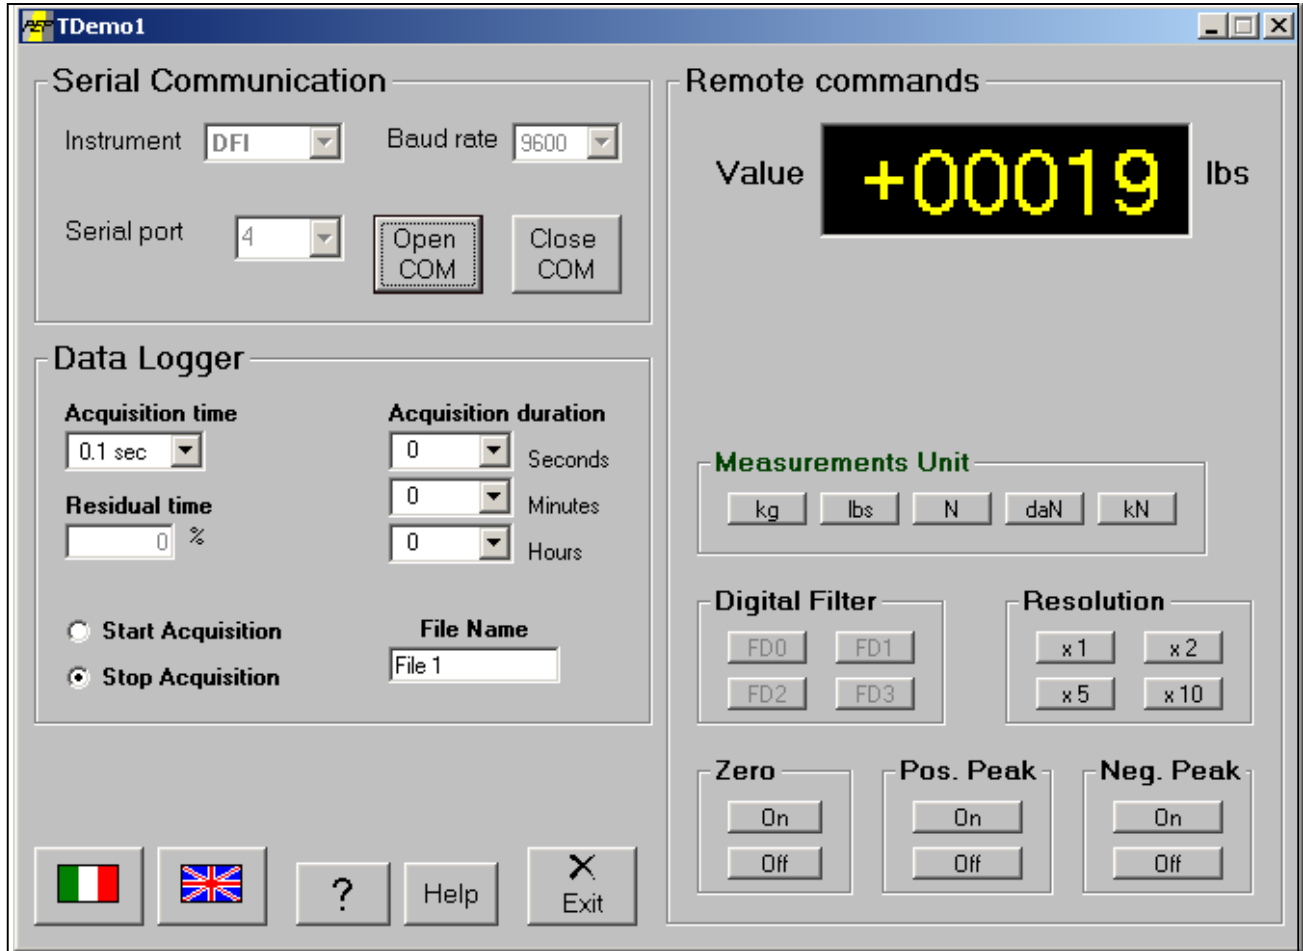 TDemo1
Serial Communication
Instrument DFI Baud rate 9600
Serial port 4 Open COM Close COM
Data Logger
Acquisition time Acquisition duration
0.1 sec 0 Seconds
Residual time 0 Minutes
0 % 0 Hours
Start Acquisition File Name
Stop Acquisition File 1
? Help X Exit
Remote commands
Value +00019 lbs
Measurements Unit
kg lbs N daN kN
Digital Filter Resolution
FD0 FD1 x 1 x 2
FD2 FD3 x 5 x 10
Zero Pos. Peak Neg. Peak
On On On
Off Off Off